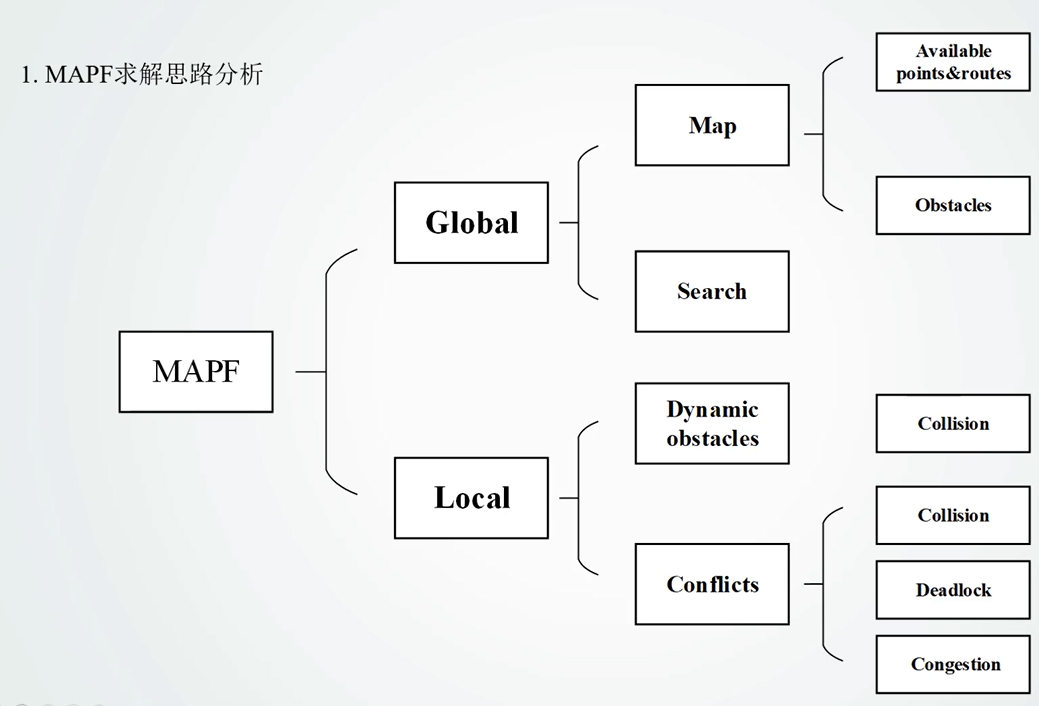 1. MAPF求解思路分析
MAPF
Global
Map
Available
points&routes
Obstacles
Search
Local
Dynamic
obstacles
Collision
Conflicts
Collision
Deadlock
Congestion